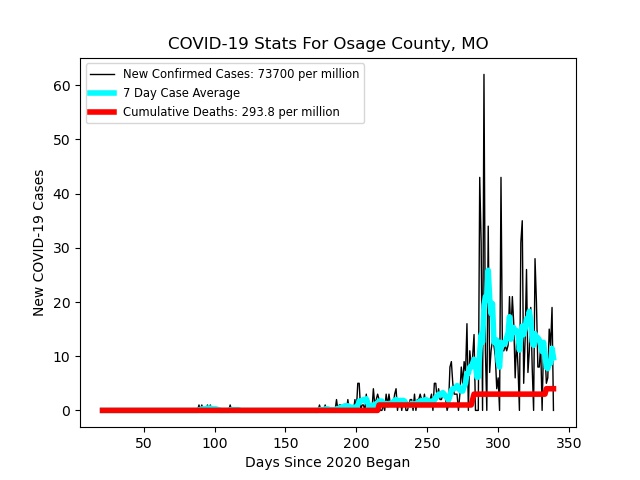 COVID-19 Stats For Osage County, MO
New Confirmed Cases: 73700 per million
7 Day Case Average
Cumulative Deaths: 293.8 per million
New COVID-19 Cases
60
50
40
30
20
10
0
50 100 150 200 250 300 350
Days Since 2020 Began